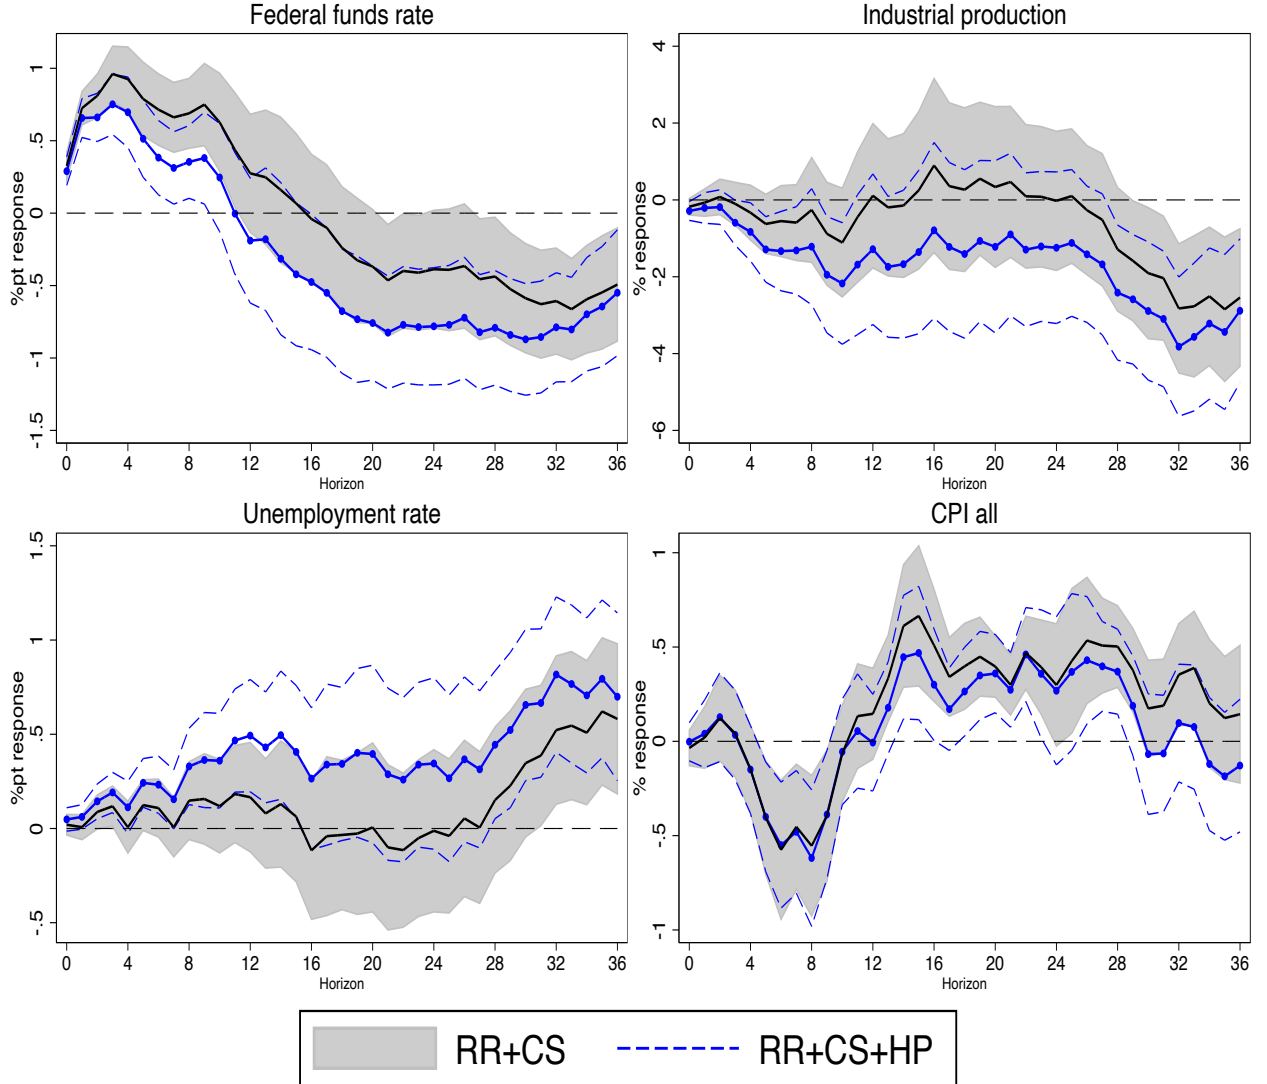 Federal funds rate
%pt response
1
.5
0
-.5
-1
-1.5
0 4 8 12 16 20 24 28 32 36
Horizon
Industrial production
% response
4
2
0
-2
-4
-6
0 4 8 12 16 20 24 28 32 36
Horizon
Unemployment rate
%pt response
1.5
1
.5
0
-.5
0 4 8 12 16 20 24 28 32 36
Horizon
CPI all
% response
1
.5
0
-.5
-1
0 4 8 12 16 20 24 28 32 36
Horizon
RR+CS RR+CS+HP